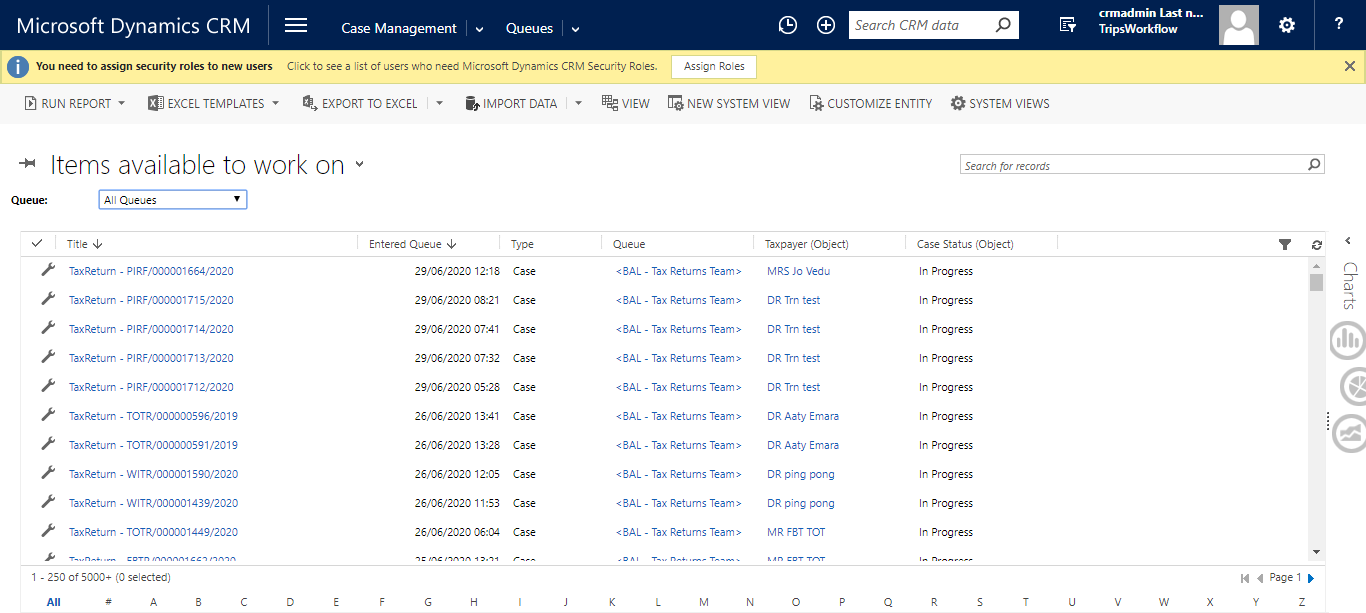 Microsoft Dynamics CRM Case Management Queues Search CRM data crmadmin Last n... ?
TripsWorkflow
You need to assign security roles to new users Click to see a list of users who need Microsoft Dynamics CRM Security Roles. Assign Roles
RUN REPORT EXCEL TEMPLATES EXPORT TO EXCEL IMPORT DATA VIEW NEW SYSTEM VIEW CUSTOMIZE ENTITY SYSTEM VIEWS
Items available to work on Search for records
Queue: All Queues
Title Entered Queue Type Queue Taxpayer (Object) Case Status (Object)
TaxReturn - PIRF/000001664/2020 29/06/2020 12:18 Case <BAL - Tax Returns Team> MRS Jo Vedu In Progress
TaxReturn - PIRF/000001715/2020 29/06/2020 08:21 Case <BAL - Tax Returns Team> DR Trn test In Progress
TaxReturn - PIRF/000001714/2020 29/06/2020 07:41 Case <BAL - Tax Returns Team> DR Trn test In Progress
TaxReturn - PIRF/000001713/2020 29/06/2020 07:32 Case <BAL - Tax Returns Team> DR Trn test In Progress
TaxReturn - PIRF/000001712/2020 29/06/2020 05:28 Case <BAL - Tax Returns Team> DR Trn test In Progress
TaxReturn - TOTR/000000596/2019 26/06/2020 13:41 Case <BAL - Tax Returns Team> DR Aaty Emara In Progress
TaxReturn - TOTR/000000591/2019 26/06/2020 13:28 Case <BAL - Tax Returns Team> DR Aaty Emara In Progress
TaxReturn - WITR/000001590/2020 26/06/2020 12:05 Case <BAL - Tax Returns Team> DR ping pong In Progress
TaxReturn - WITR/000001439/2020 26/06/2020 11:53 Case <BAL - Tax Returns Team> DR ping pong In Progress
TaxReturn - TOTR/000001449/2020 26/06/2020 06:04 Case <BAL - Tax Returns Team> MR FBT TOT In Progress
TaxReturn - FBTR/000001662/2020 25/06/2020 13:21 Case <BAL - Tax Returns Team> MR FBT TOT In Progress
Charts
1 - 250 of 5000+ (0 selected) Page 1
All # A B C D E F G H I J K L M N O P Q R S T U V W X Y Z